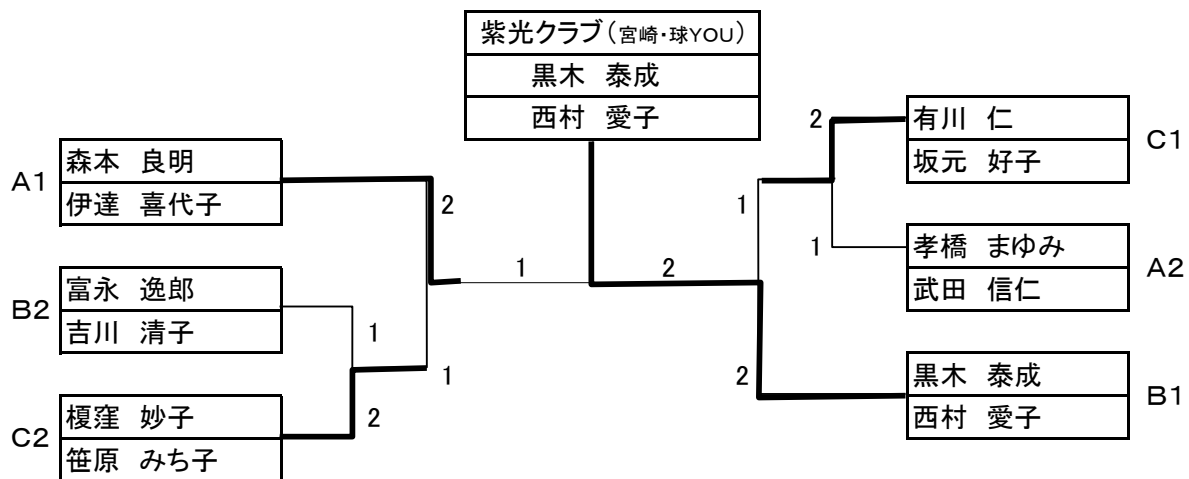 紫光クラブ(宮崎・球YOU)
黒木 泰成
西村 愛子
A1
森本 良明
伊達 喜代子
B2
富永 逸郎
吉川 清子
C2
榎窪 妙子
笹原 みち子
2
1
1
2
1
2
1
2
2
1
有川 仁
坂元 好子
C1
孝橋 まゆみ
武田 信仁
A2
黒木 泰成
西村 愛子
B1